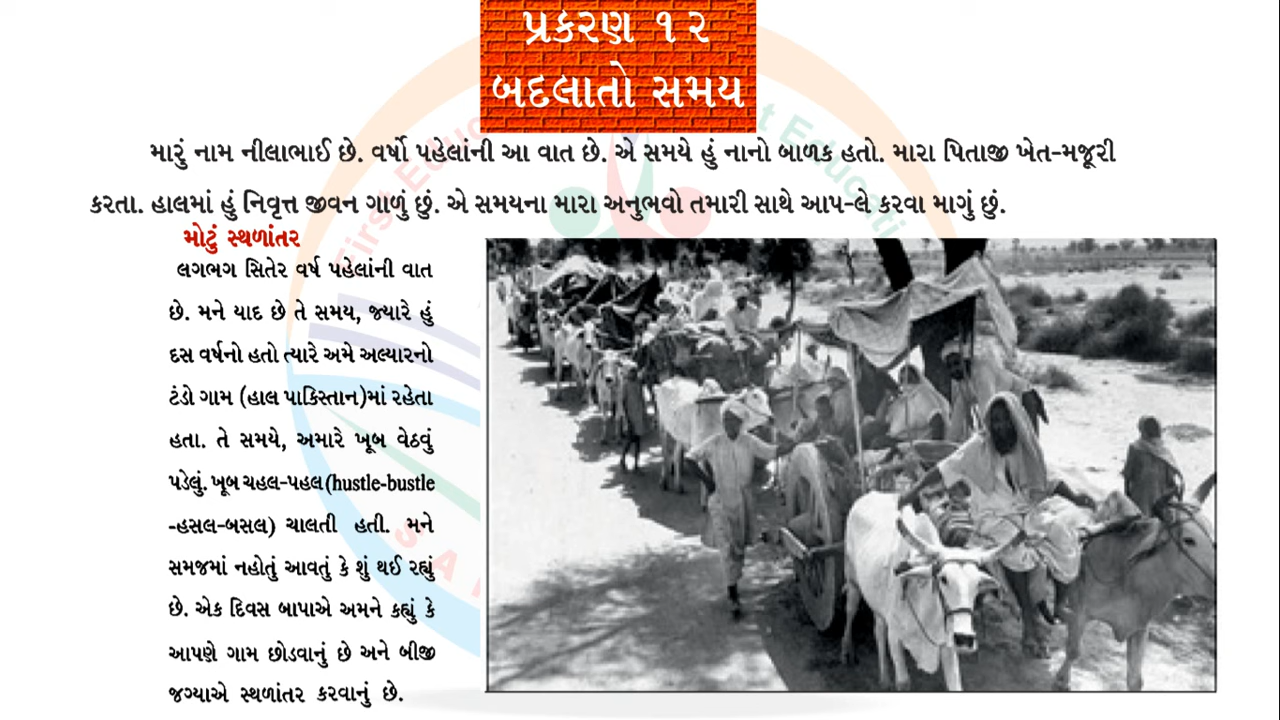 પ્રકરણ ૧૨
બદલાતો સમય
મારું નામ નીલાભાઈ છે. વર્ષો પહેલાંની આ વાત છે. એ સમયે હું નાનો બાળક હતો. મારા પિતાજી ખેત-મજૂરી
કરતા. હાલમાં હું નિવૃત્ત જીવન ગાળું છું. એ સમયના મારા અનુભવો તમારી સાથે આપ-લે કરવા માગું છું.
મોટું સ્થળાંતર
લગભગ સિતેર વર્ષ પહેલાંની વાત
છે. મને યાદ છે તે સમય, જ્યારે હું
દસ વર્ષનો હતો ત્યારે અમે અલ્યારનો
ટંડો ગામ (હાલ પાકિસ્તાન)માં રહેતા
હતા. તે સમયે, અમારે ખૂબ વેઠવું
પડેલું. ખૂબ ચહલ-પહલ (hustle-bustle
-હસલ-બસલ) ચાલતી હતી. મને
સમજમાં નહોતું આવતું કે શું થઈ રહ્યું
છે. એક દિવસ બાપાએ અમને કહ્યું કે
આપણે ગામ છોડવાનું છે અને બીજી
જગ્યાએ સ્થળાંતર કરવાનું છે.